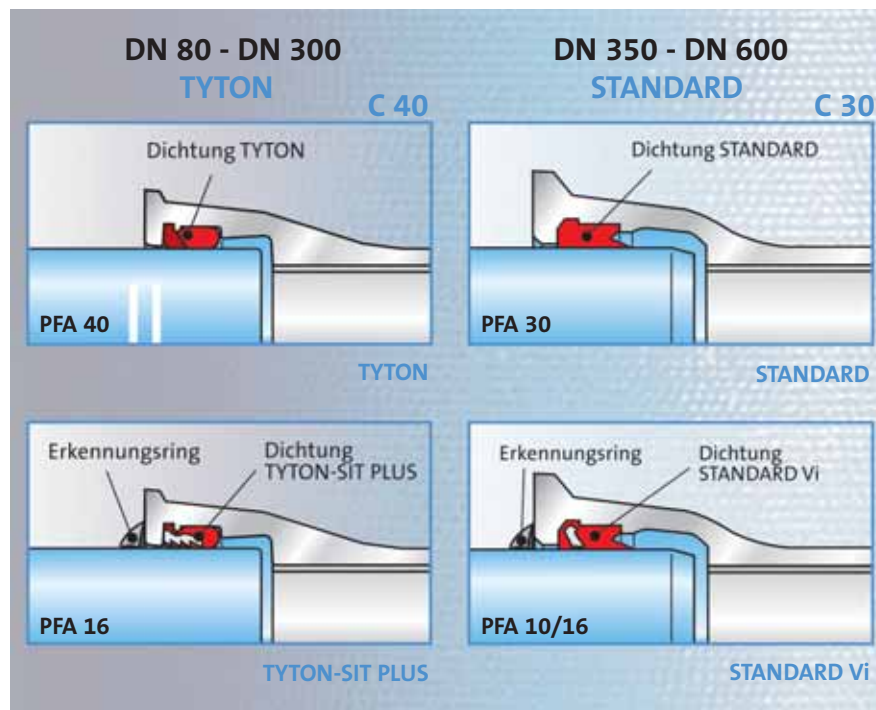 DN 80 - DN 300
TYTON
C 40
DN 350 - DN 600
STANDARD
C 30
Dichtung TYTON
PFA 40
TYTON
Dichtung STANDARD
PFA 30
STANDARD
Erkennungsring
Dichtung
TYTON-SIT PLUS
PFA 16
TYTON-SIT PLUS
Erkennungsring
Dichtung
STANDARD Vi
PFA 10/16
STANDARD Vi